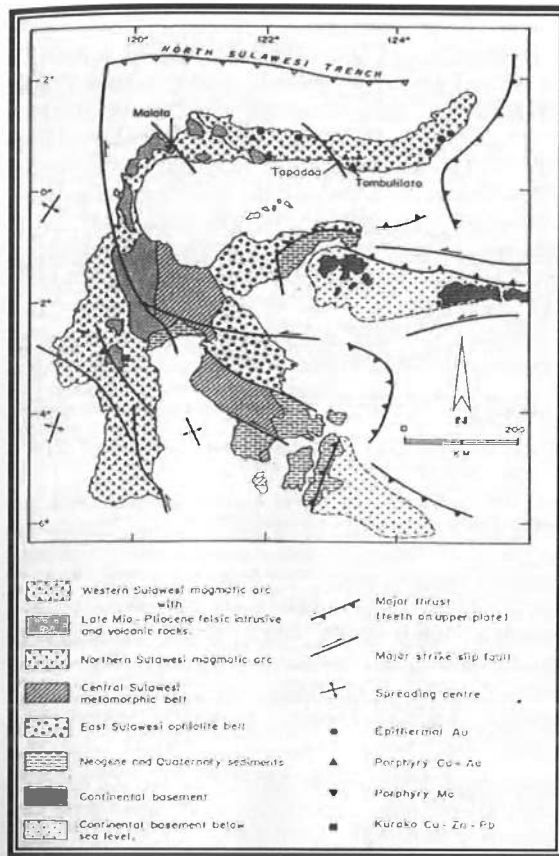 120°
122°
124°
NORTH SULAWESI TRENCH
2°
Malala
Tapadaa
Tombulilato
0°
2°
4°
6°
0
200
KM
Western Sulawesi magmatic arc
with
Late Mio - Pliocene felsic intrusive
and volcanic rocks.
Northern Sulawesi magmatic arc
Central Sulawesi
metamorphic belt
East Sulawesi ophiolite belt
Neogene and Quaternary sediments
Continental basement
Continental basement below
sea level.
Major thrust
(teeth on upper plate)
Major strike slip fault
Spreading centre
Epithermal Au
Porphyry Cu - Au
Porphyry Mo
Kuroko Cu - Zn - Pb